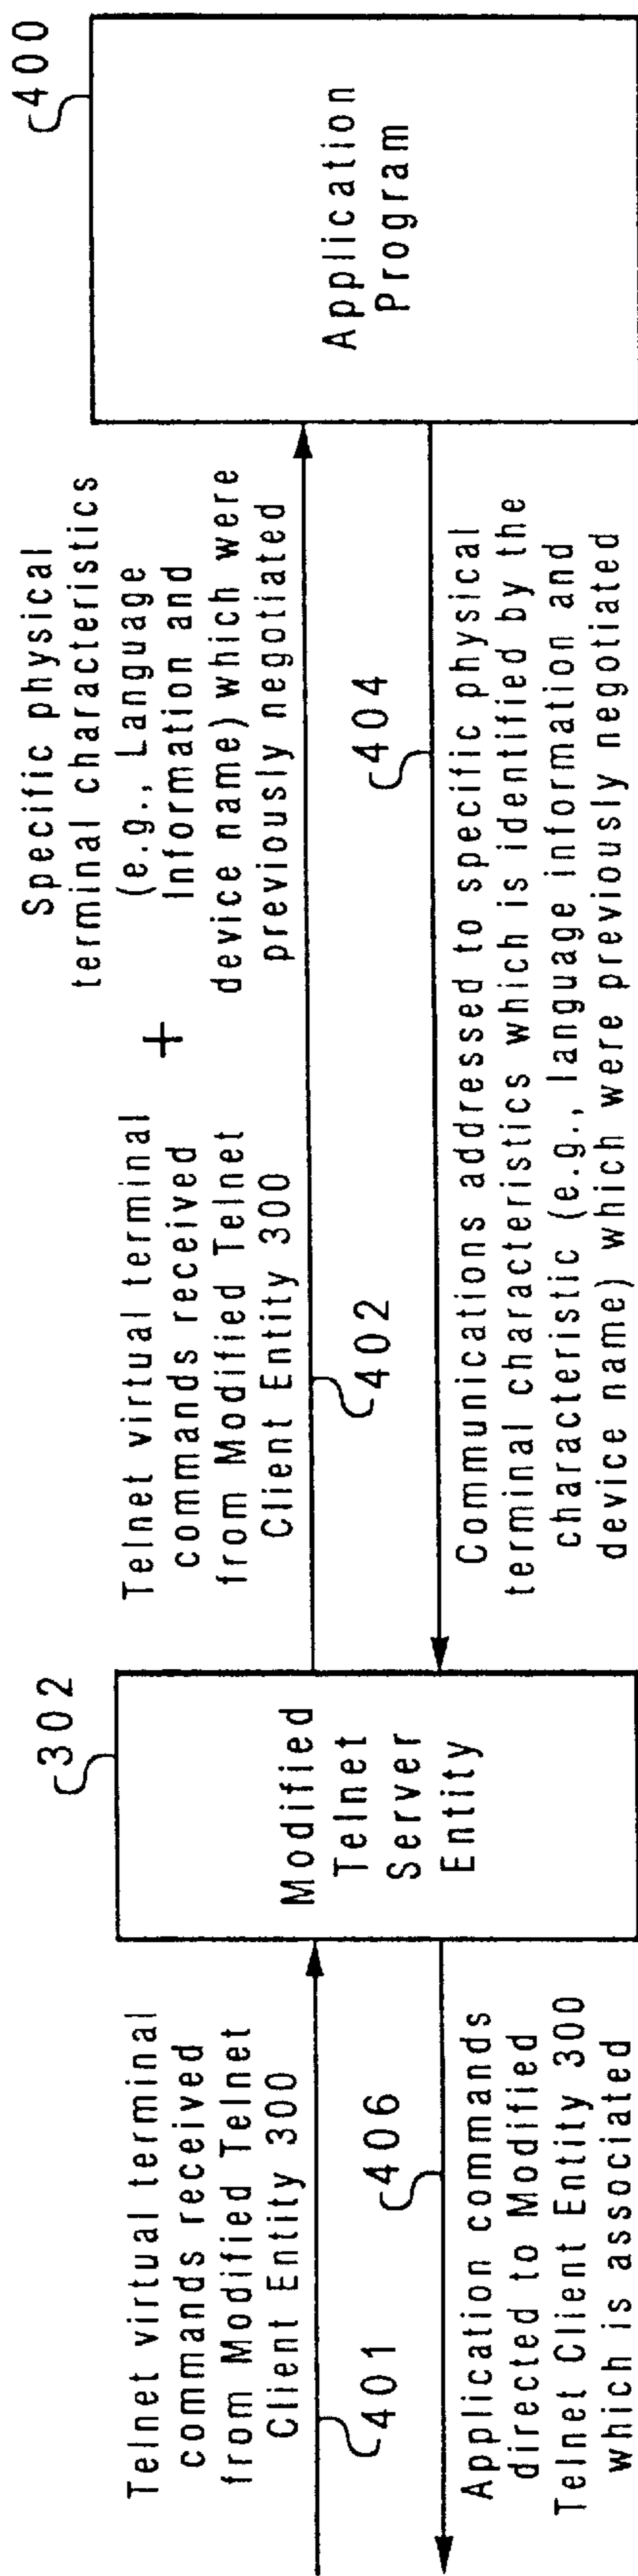 Telnet virtual terminal
commands received
from Modified Telnet
Client Entity 300
401
Application commands
directed to Modified
Telnet Client Entity 300
which is associated
406
302
Modified
Telnet
Server
Entity
Telnet virtual terminal
commands received
from Modified Telnet
Client Entity 300
+
Specific physical
terminal characteristics
(e.g., Language
Information and
device name) which were
previously negotiated
402
404
Communications addressed to specific physical
terminal characteristics which is identified by the
characteristic (e.g., language information and
device name) which were previously negotiated
400
Application
Program